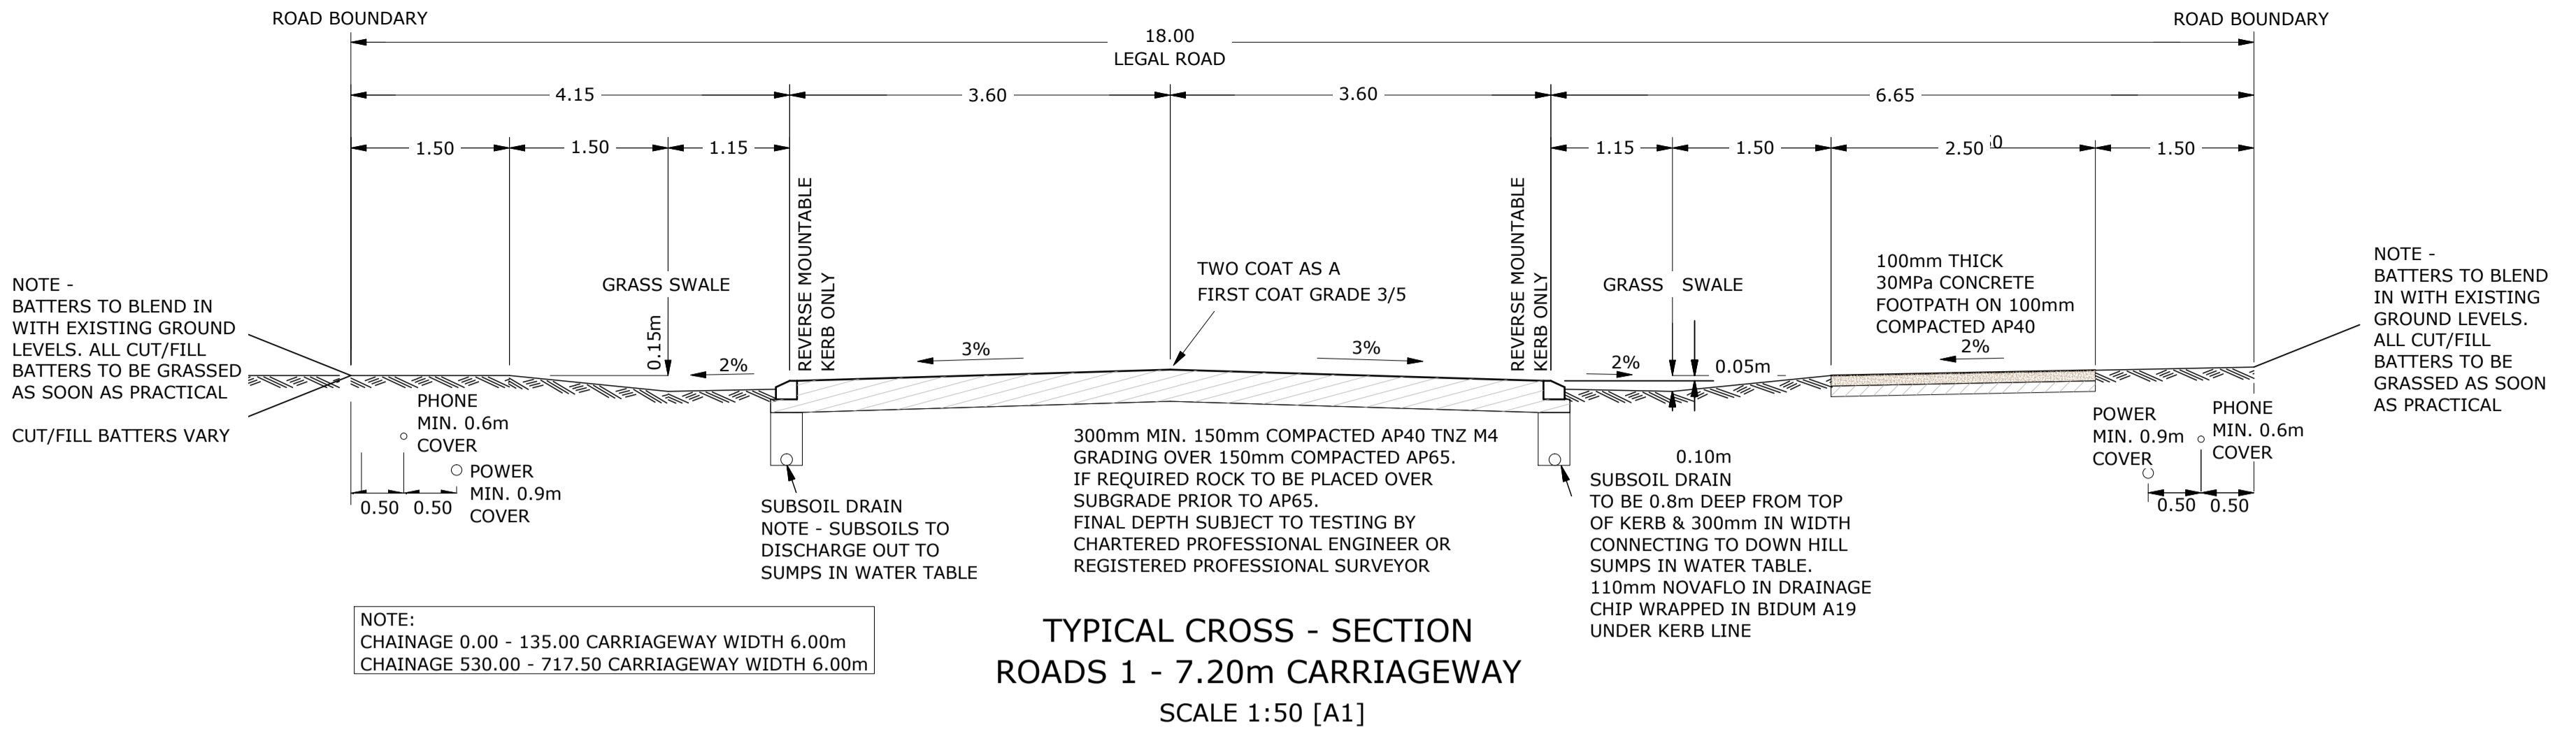 ROAD BOUNDARY
ROAD BOUNDARY
18.00
LEGAL ROAD
4.15
3.60
3.60
6.65
1.50
1.50
1.15
1.15
1.50
2.50
0
1.50
NOTE -
BATTERS TO BLEND IN
WITH EXISTING GROUND
LEVELS. ALL CUT/FILL
BATTERS TO BE GRASSED
AS SOON AS PRACTICAL
CUT/FILL BATTERS VARY
GRASS SWALE
0.15m
2%
REVERSE MOUNTABLE
KERB ONLY
3%
TWO COAT AS A
FIRST COAT GRADE 3/5
3%
REVERSE MOUNTABLE
KERB ONLY
GRASS SWALE
2%
0.05m
100mm THICK
30MPa CONCRETE
FOOTPATH ON 100mm
COMPACTED AP40
2%
NOTE -
BATTERS TO BLEND
IN WITH EXISTING
GROUND LEVELS.
ALL CUT/FILL
BATTERS TO BE
GRASSED AS SOON
AS PRACTICAL
PHONE
MIN. 0.6m
COVER
POWER
MIN. 0.9m
COVER
0.50
0.50
SUBSOIL DRAIN
NOTE - SUBSOILS TO
DISCHARGE OUT TO
SUMPS IN WATER TABLE
300mm MIN. 150mm COMPACTED AP40 TNZ M4
GRADING OVER 150mm COMPACTED AP65.
IF REQUIRED ROCK TO BE PLACED OVER
SUBGRADE PRIOR TO AP65.
FINAL DEPTH SUBJECT TO TESTING BY
CHARTERED PROFESSIONAL ENGINEER OR
REGISTERED PROFESSIONAL SURVEYOR
0.10m
SUBSOIL DRAIN
TO BE 0.8m DEEP FROM TOP
OF KERB & 300mm IN WIDTH
CONNECTING TO DOWN HILL
SUMPS IN WATER TABLE.
110mm NOVAFLO IN DRAINAGE
CHIP WRAPPED IN BIDUM A19
UNDER KERB LINE
POWER
MIN. 0.9m
COVER
PHONE
MIN. 0.6m
COVER
0.50
0.50
NOTE:
CHAINAGE 0.00 - 135.00 CARRIAGEWAY WIDTH 6.00m
CHAINAGE 530.00 - 717.50 CARRIAGEWAY WIDTH 6.00m
TYPICAL CROSS - SECTION
ROADS 1 - 7.20m CARRIAGEWAY
SCALE 1:50 [A1]